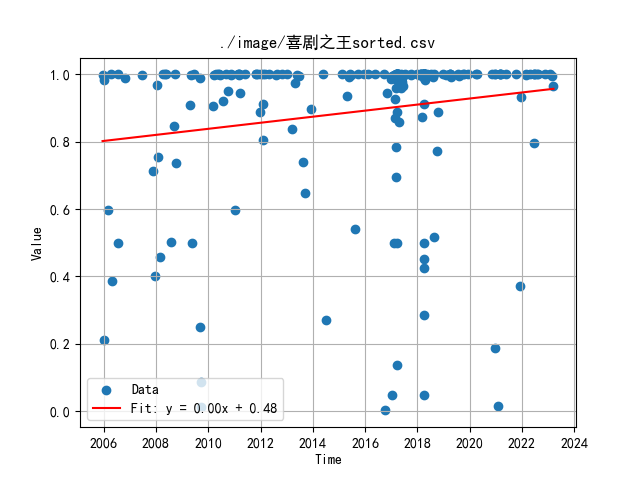 ./image/喜剧之王sorted.csv
1.0
0.8
0.6
0.4
0.2
0.0
Value
Data
Fit: y = 0.00x + 0.48
2006 2008 2010 2012 2014 2016 2018 2020 2022 2024
Time